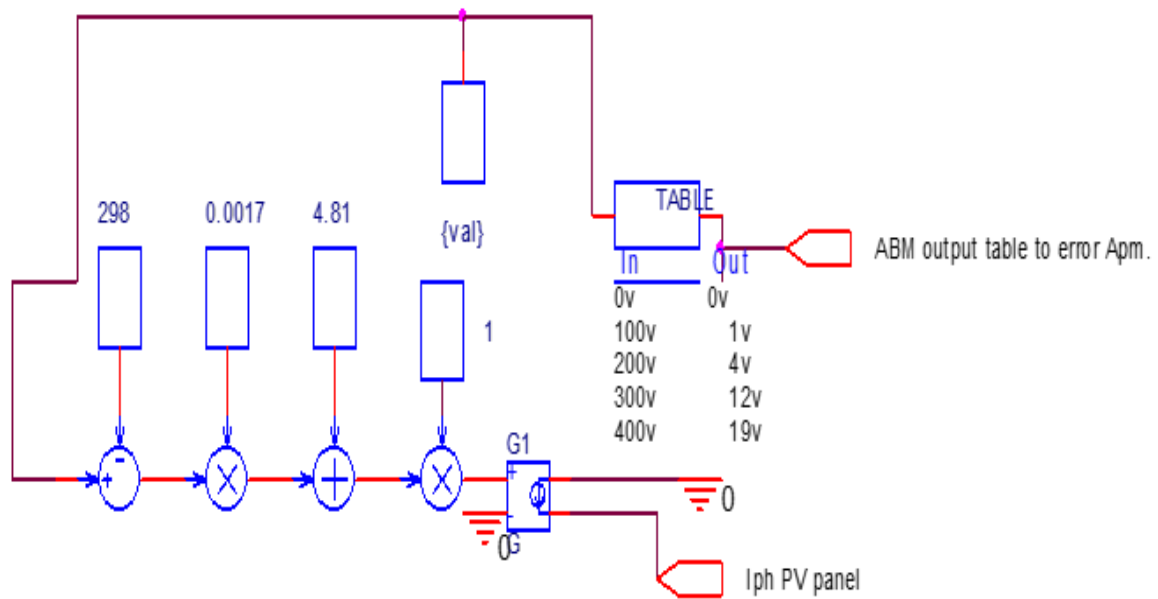 298
0.0017
4.81
{val}
1
TABLE
In Out
0v 0v
100v 1v
200v 4v
300v 12v
400v 19v
ABM output table to error Apm.
G1
+ -
+
-
0
G
0
Iph PV panel